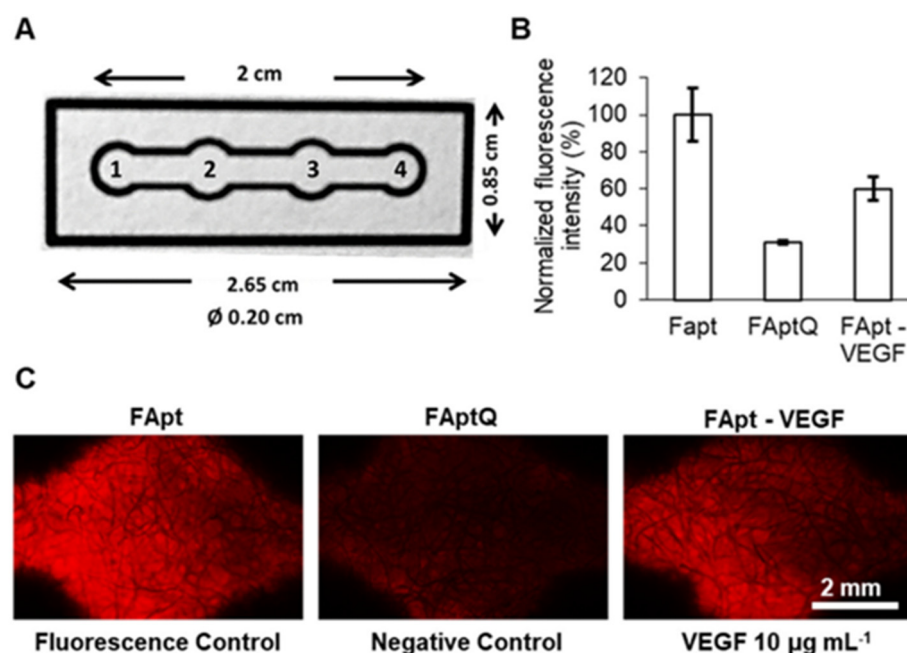 A
2 cm
1 2 3 4
0.85 cm
2.65 cm
Ø 0.20 cm
B
Normalized fluorescence
intensity (%)
120
100
80
60
40
20
0
Fapt FAptQ FApt -
VEGF
C
FApt FAptQ FApt - VEGF
2 mm
Fluorescence Control Negative Control VEGF 10 µg mL⁻¹